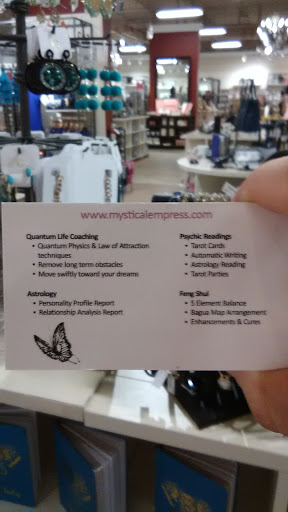 www.mysticalempress.com
Quantum Life Coaching
• Quantum Physics & Law of Attraction
techniques
• Remove long term obstacles
• Move swiftly toward your dreams
Astrology
• Personality Profile Report
• Relationship Analysis Report
Psychic Readings
• Tarot Cards
• Automatic Writing
• Astrology Reading
• Tarot Parties
Feng Shui
• 5 Element Balance
• Bagua Map Arrangement
• Enhancements & Cures